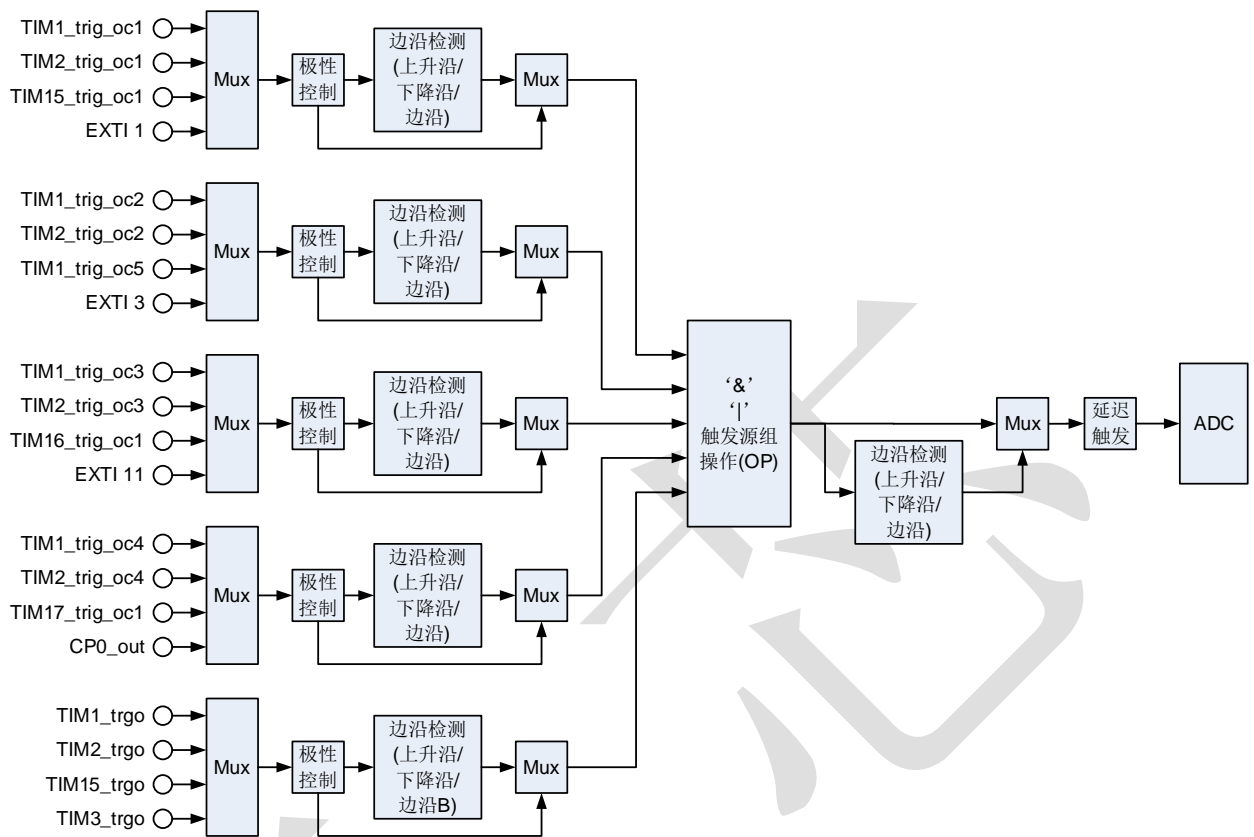 TIM1_trig_oc1
TIM2_trig_oc1
TIM15_trig_oc1
EXTI 1
Mux
极性
控制
边沿检测
(上升沿/
下降沿/
边沿)
Mux
TIM1_trig_oc2
TIM2_trig_oc2
TIM1_trig_oc5
EXTI 3
Mux
极性
控制
边沿检测
(上升沿/
下降沿/
边沿)
Mux
TIM1_trig_oc3
TIM2_trig_oc3
TIM16_trig_oc1
EXTI 11
Mux
极性
控制
边沿检测
(上升沿/
下降沿/
边沿)
Mux
TIM1_trig_oc4
TIM2_trig_oc4
TIM17_trig_oc1
CP0_out
Mux
极性
控制
边沿检测
(上升沿/
下降沿/
边沿)
Mux
TIM1_trgo
TIM2_trgo
TIM15_trgo
TIM3_trgo
Mux
极性
控制
边沿检测
(上升沿/
下降沿/
边沿B)
Mux
‘&’
‘|’
触发源组
操作(OP)
边沿检测
(上升沿/
下降沿/
边沿)
Mux
延迟
触发
ADC